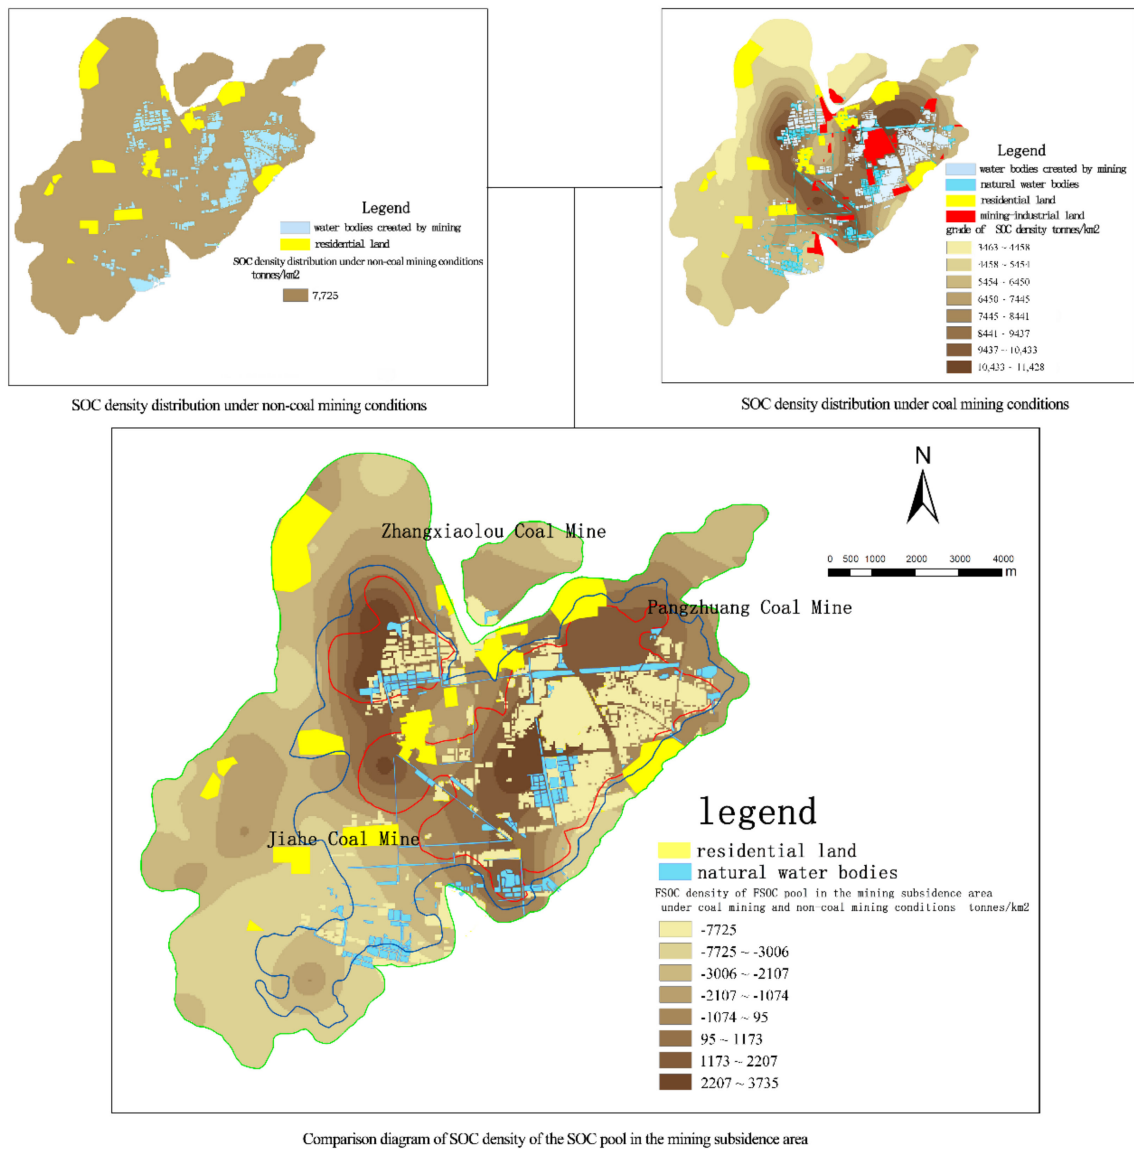 Legend
water bodies created by mining
residential land
SOC density distribution under non-coal mining conditions
tonnes/km2
7,725
SOC density distribution under non-coal mining conditions
Legend
water bodies created by mining
natural water bodies
residential land
mining-industrial land
grade of SOC density tonnes/km2
3463 ~ 4458
4458 ~ 5454
5454 ~ 6450
6450 - 7445
7445 - 8441
8441 - 9437
9437 ~ 10,433
10,433 - 11,428
SOC density distribution under coal mining conditions
N
0 500 1000 2000 3000 4000
m
Zhangxiaolou Coal Mine
Pangzhuang Coal Mine
Jiahe Coal Mine
legend
residential land
natural water bodies
FSOC density of FSOC pool in the mining subsidence area
under coal mining and non-coal mining conditions tonnes/km2
-7725
-7725 ~ -3006
-3006 ~ -2107
-2107 ~ -1074
-1074 ~ 95
95 ~ 1173
1173 ~ 2207
2207 ~ 3735
Comparison diagram of SOC density of the SOC pool in the mining subsidence area